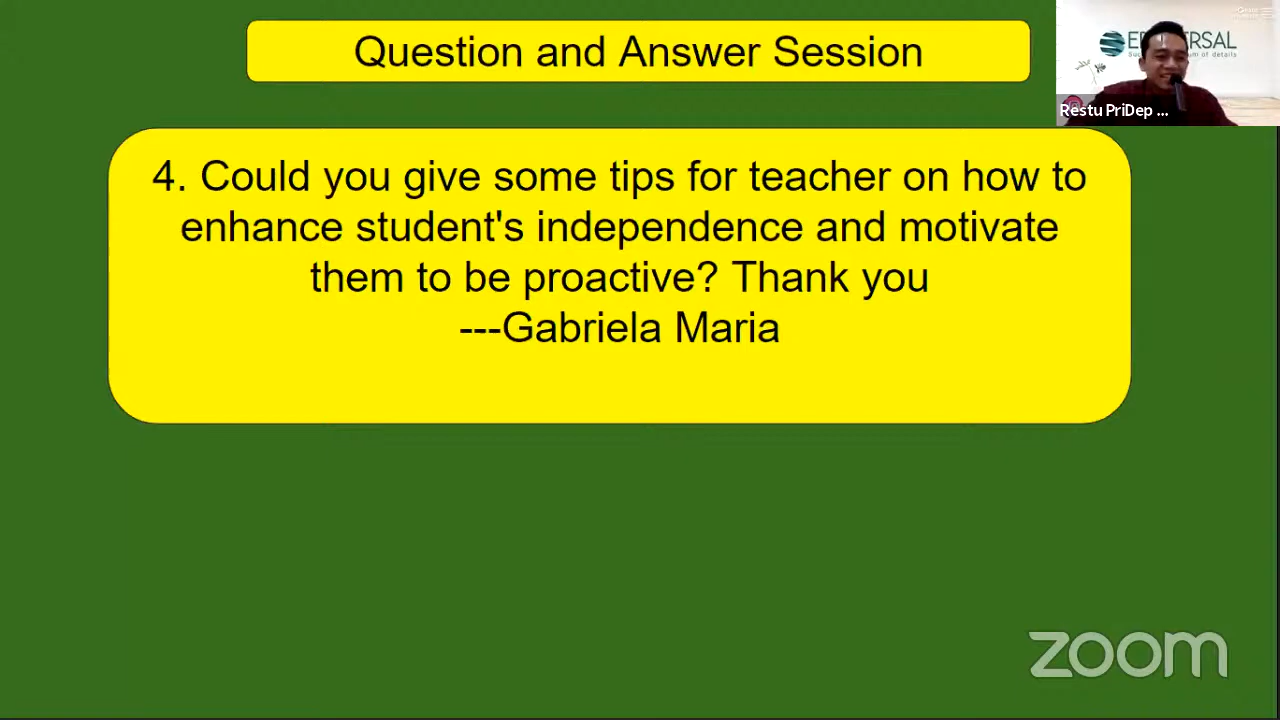 Question and Answer Session
4. Could you give some tips for teacher on how to
enhance student's independence and motivate
them to be proactive? Thank you
---Gabriela Maria
Restu PriDep ...
zoom